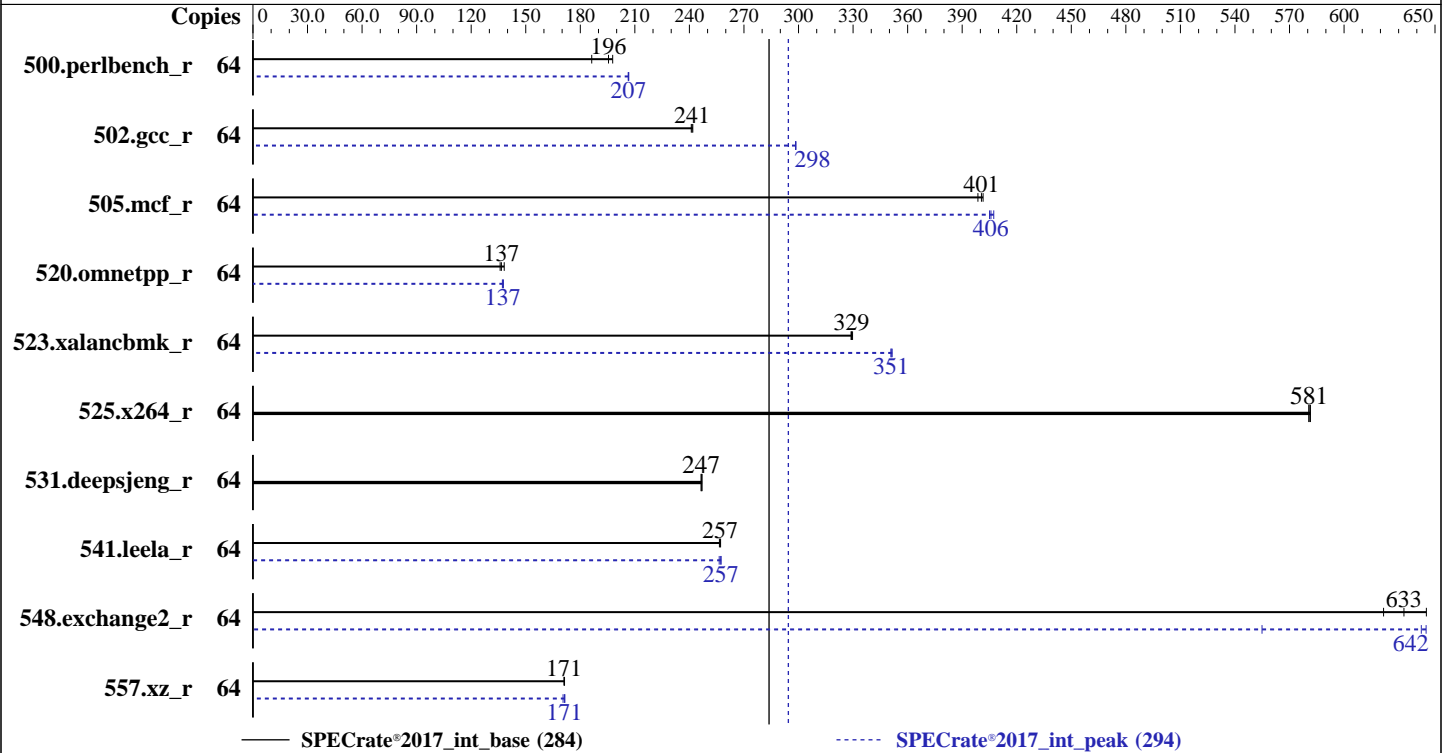 Copies 0 30.0 60.0 90.0 120 150 180 210 240 270 300 330 360 390 420 450 480 510 540 570 600 650
196
500.perlbench_r 64
207
241
502.gcc_r 64
298
401
505.mcf_r 64
406
137
520.omnetpp_r 64
137
329
523.xalancbmk_r 64
351
581
525.x264_r 64
247
531.deepsjeng_r 64
257
541.leela_r 64
257
633
548.exchange2_r 64
642
171
557.xz_r 64
171
SPECrate®2017_int_base (284) SPECrate®2017_int_peak (294)